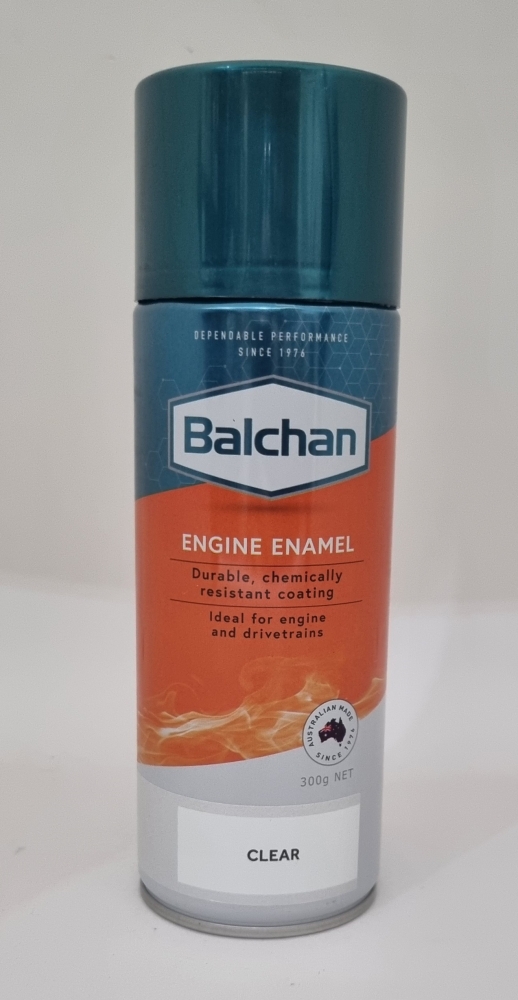 DEPENDABLE PERFORMANCE
SINCE 1976
Balchan
ENGINE ENAMEL
Durable, chemically
resistant coating
Ideal for engine
and drivetrains
AUSTRALIAN MADE
SINCE 1976
300g NET
CLEAR